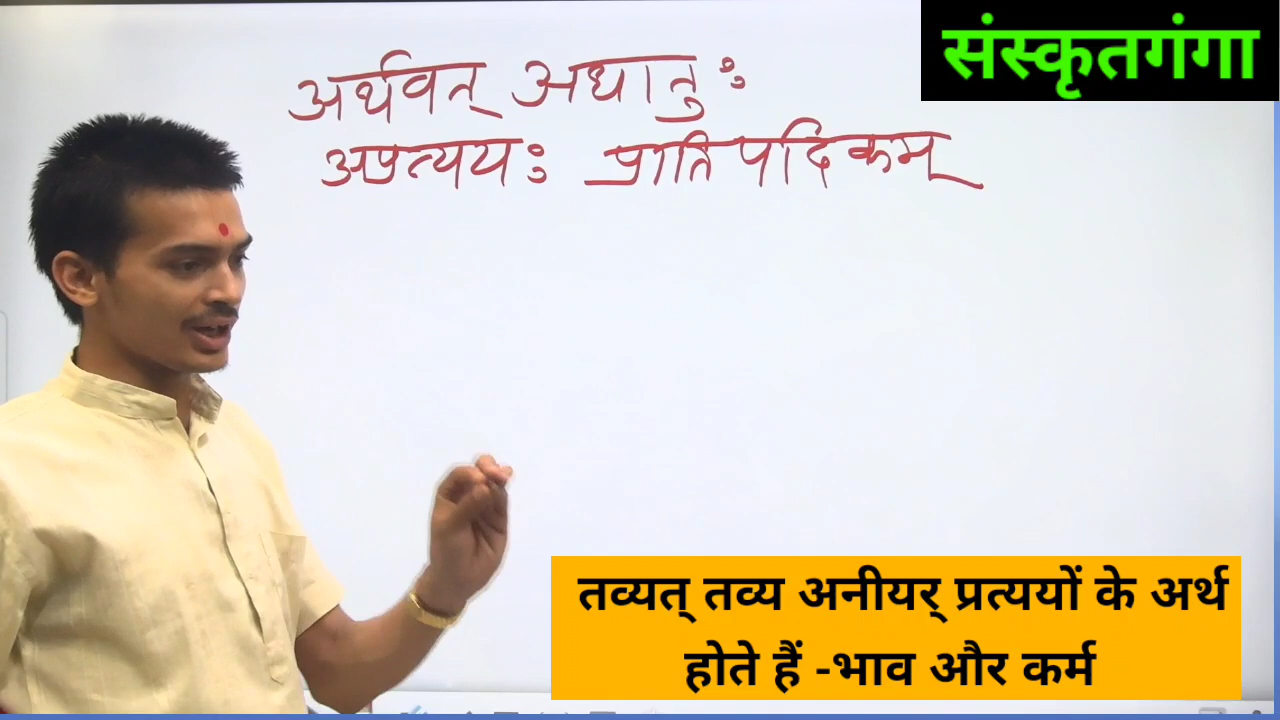 संस्कृतगंगा
अर्थवत् अधातुः
अप्रत्ययः प्रातिपदिकम्
तव्यत् तव्य अनीयर् प्रत्ययों के अर्थ
होते हैं -भाव और कर्म